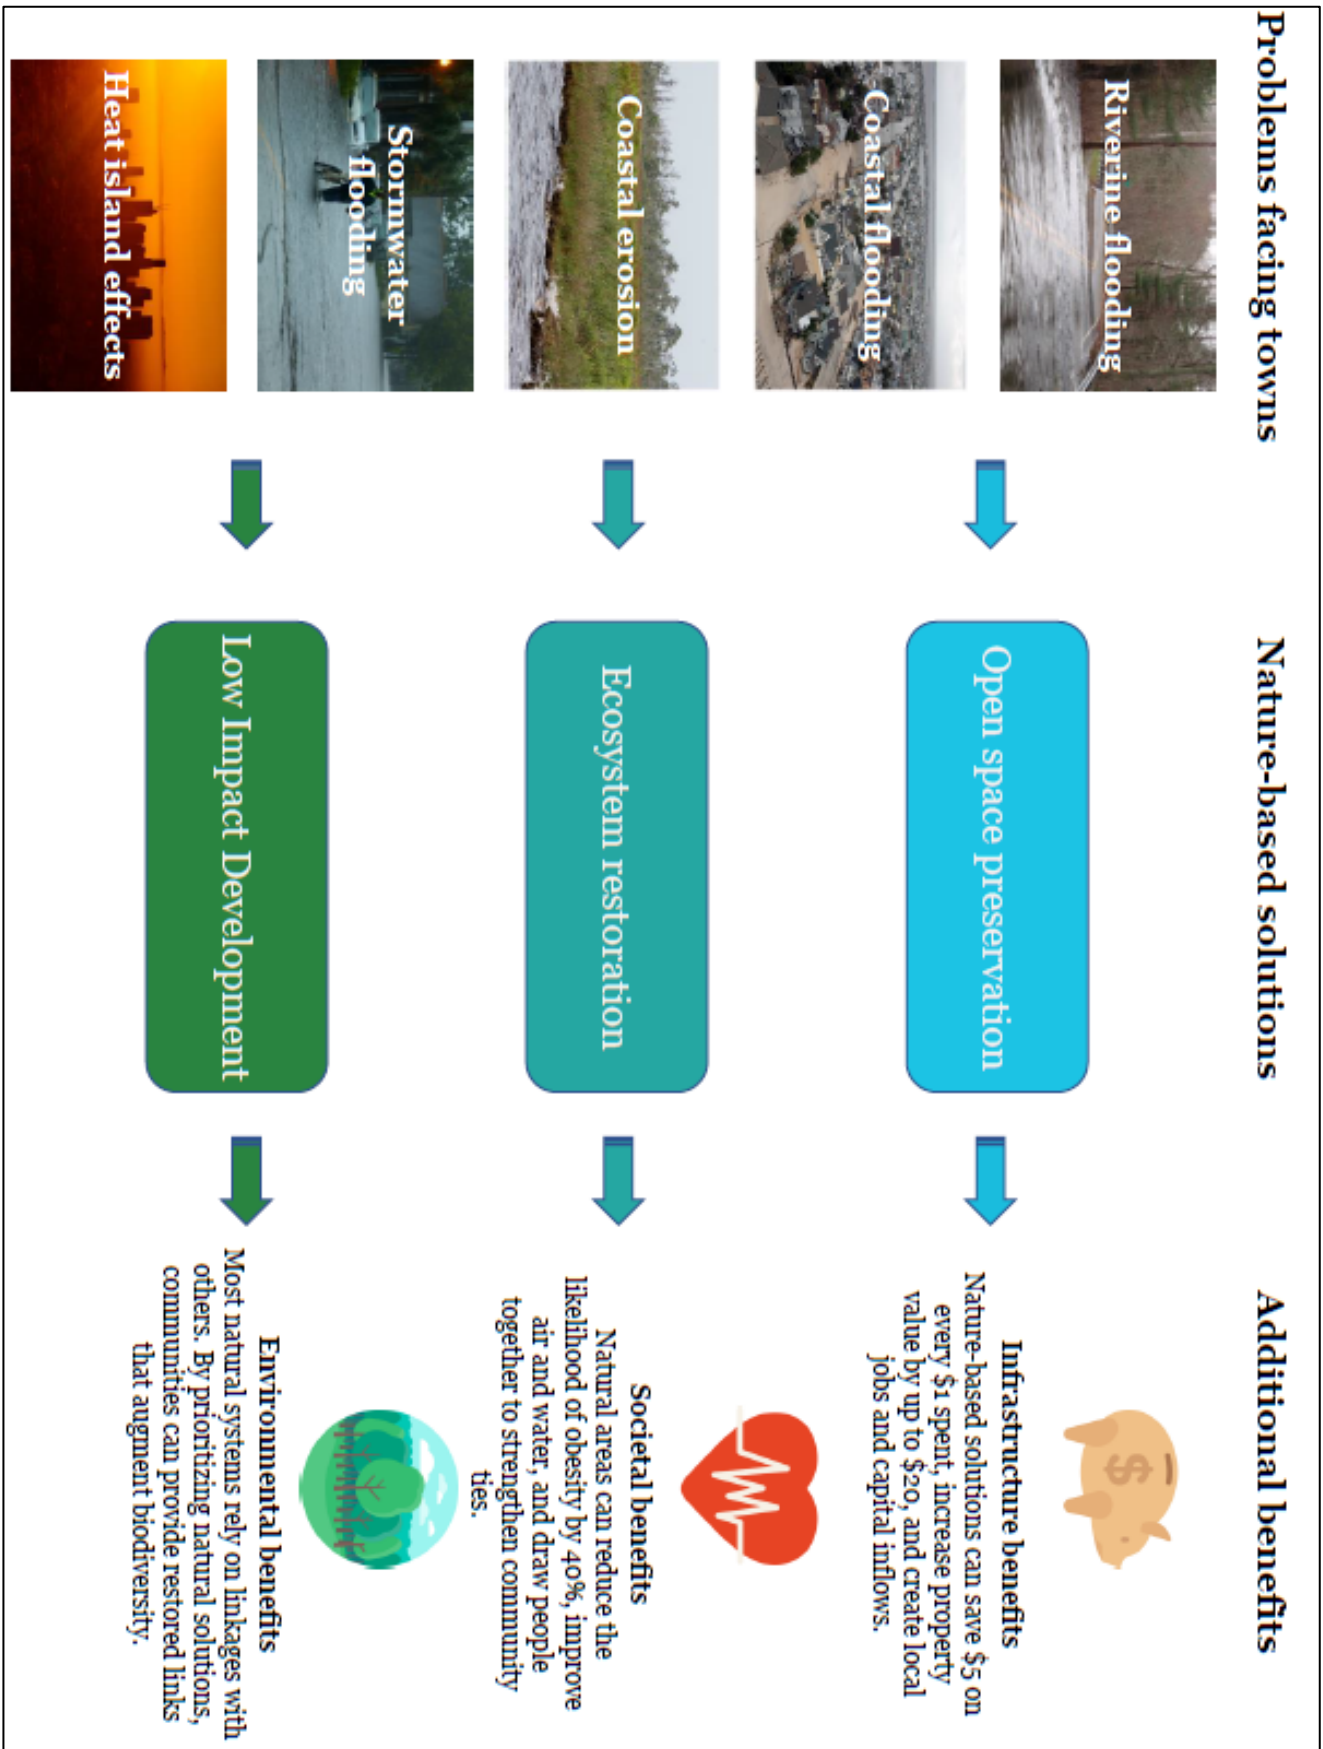 Problems facing towns
Riverine flooding
Coastal flooding
Coastal erosion
Stormwater
flooding
Heat island effects
Nature-based solutions
Open space preservation
Ecosystem restoration
Low Impact Development
Additional benefits
$
Infrastructure benefits
Nature-based solutions can save $5 on
every $1 spent, increase property
value by up to $20, and create local
jobs and capital inflows.
Societal benefits
Natural areas can reduce the
likelihood of obesity by 40%, improve
air and water, and draw people
together to strengthen community
ties.
Environmental benefits
Most natural systems rely on linkages with
others. By prioritizing natural solutions,
communities can provide restored links
that augment biodiversity.